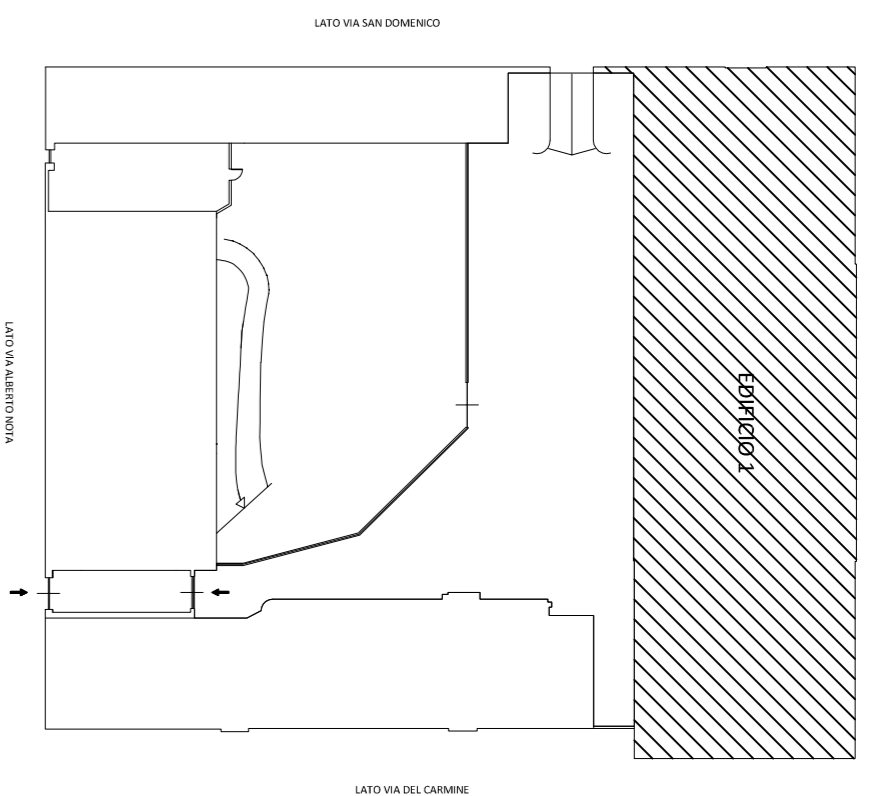 LATO VIA SAN DOMENICO
LATO VIA ALBERTO NOTA
EDIFICIO 1
LATO VIA DEL CARMINE